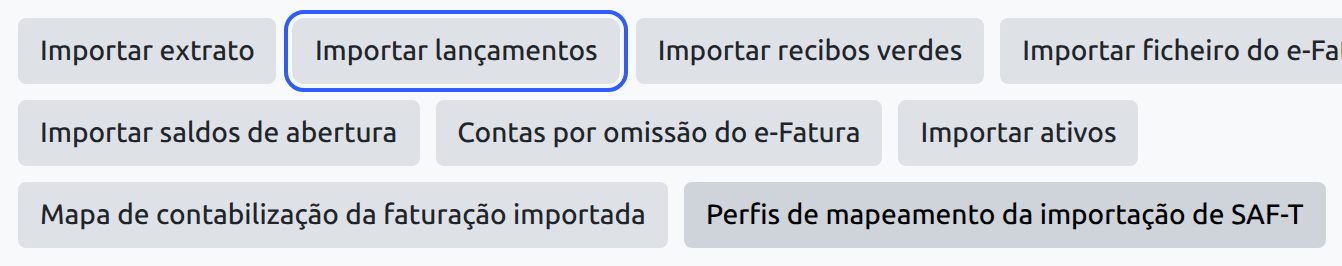 Importar extrato Importar lançamentos Importar recibos verdes Importar ficheiro do e-Fat
Importar saldos de abertura Contas por omissão do e-Fatura Importar ativos
Mapa de contabilização da faturação importada Perfis de mapeamento da importação de SAF-T